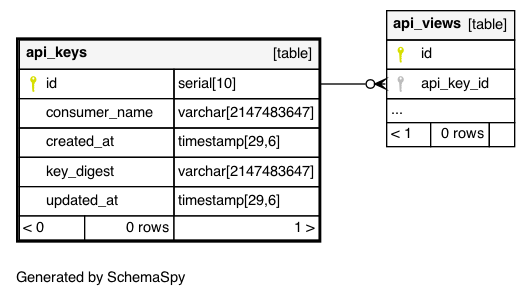 api_keys [table]
id serial[10]
consumer_name varchar[2147483647]
created_at timestamp[29,6]
key_digest varchar[2147483647]
updated_at timestamp[29,6]
< 0 0 rows 1 >
api_views [table]
id
api_key_id
...
< 1 0 rows
Generated by SchemaSpy